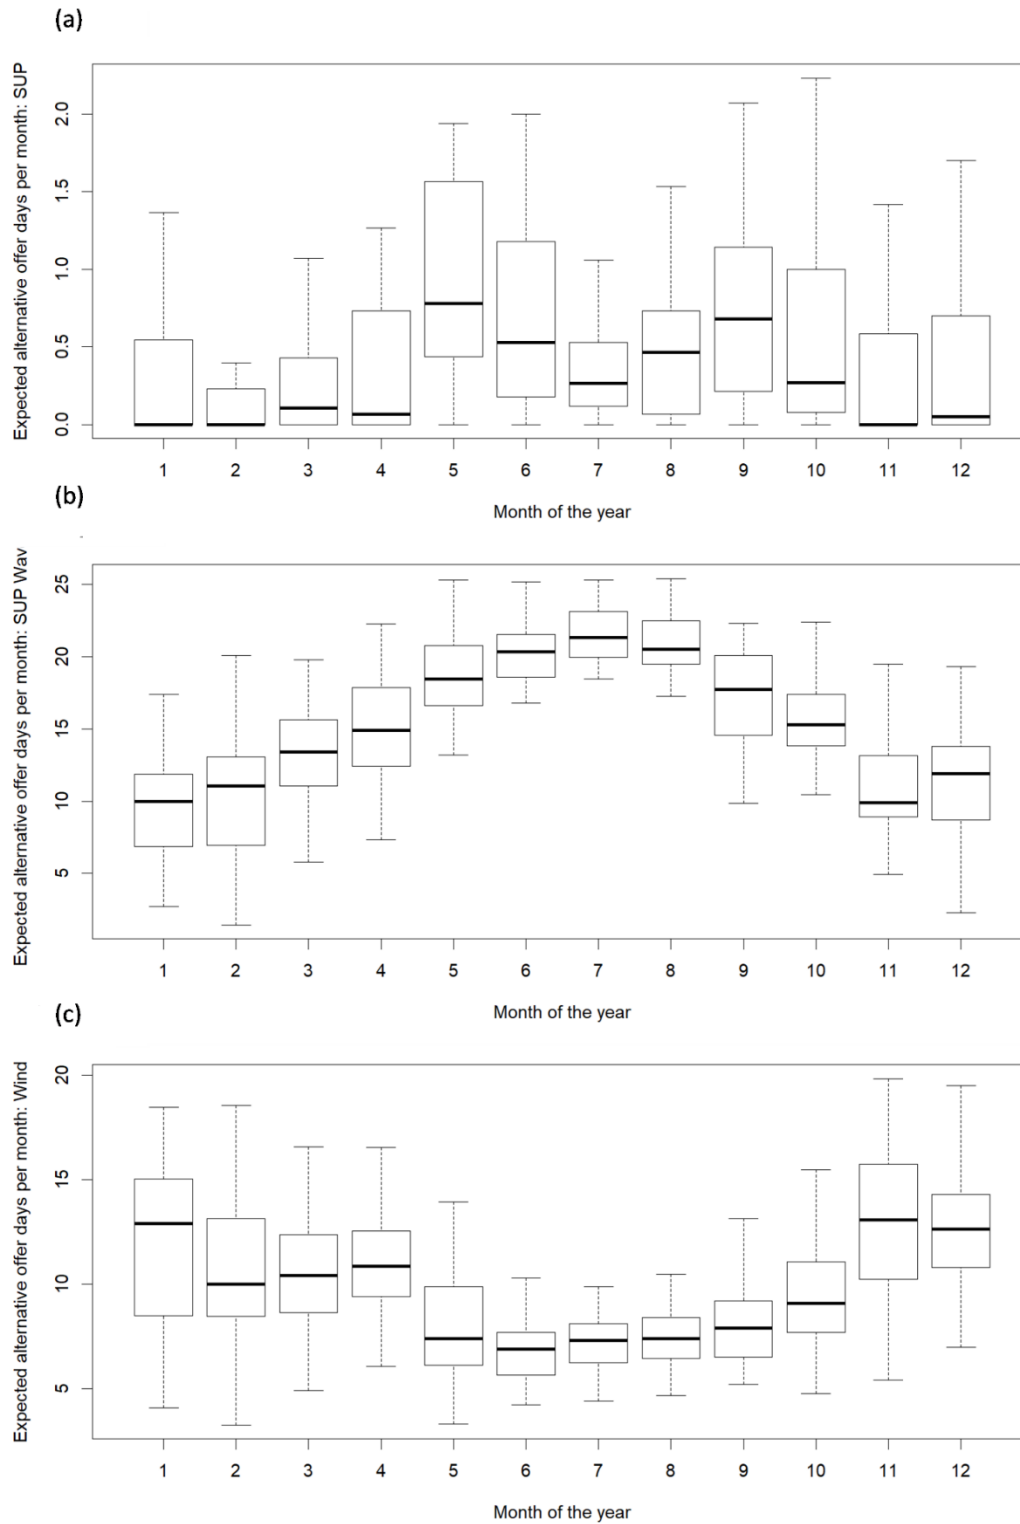 (a)
Expected alternative offer days per month: SUP
2.0
1.5
1.0
0.5
0.0
1 2 3 4 5 6 7 8 9 10 11 12
Month of the year
(b)
Expected alternative offer days per month: SUP Wav
25
20
15
10
5
1 2 3 4 5 6 7 8 9 10 11 12
Month of the year
(c)
Expected alternative offer days per month: Wind
20
15
10
5
1 2 3 4 5 6 7 8 9 10 11 12
Month of the year